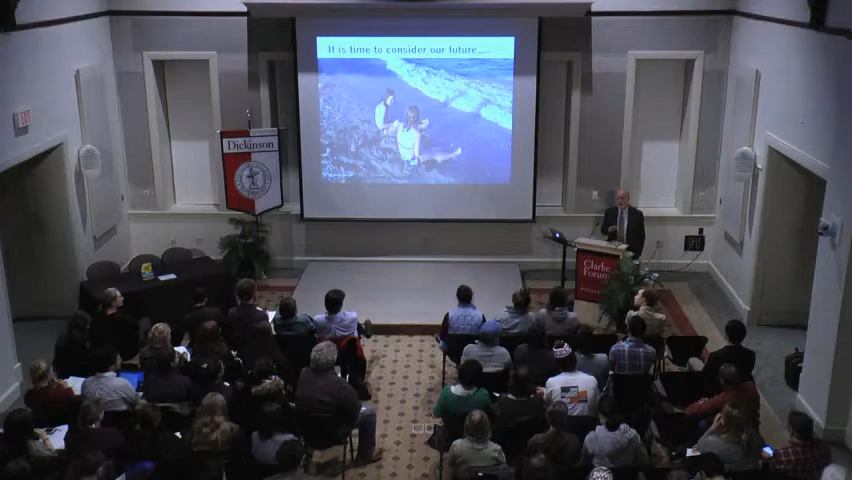 It is time to consider our future....
EXIT
Dickinson
Clarke
Forum